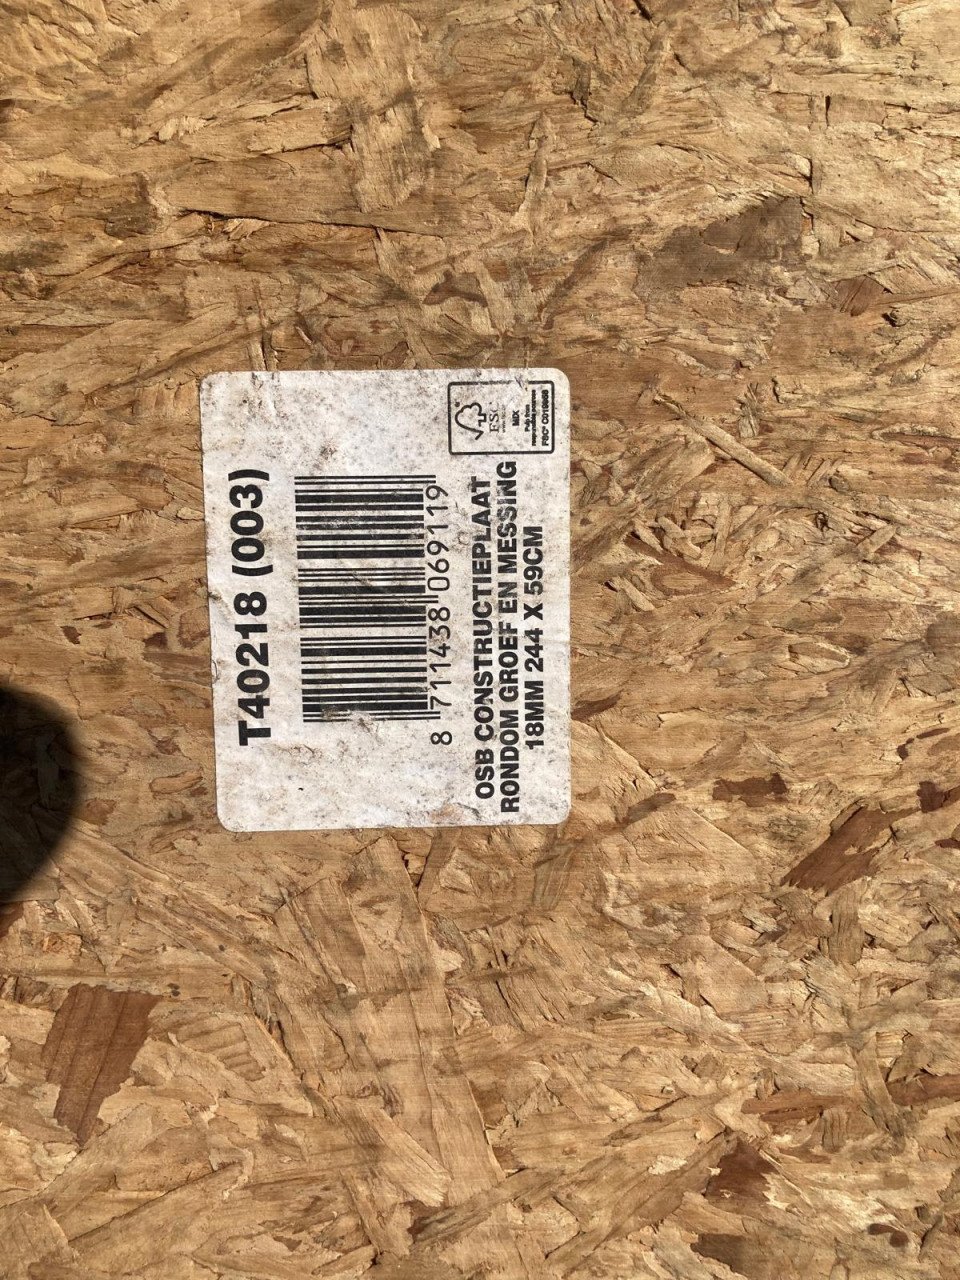 T40218 (003)
8 711438 069119
OSB CONSTRUCTIEPLAAT
RONDOM GROEF EN MESSING
18MM 244 X 59CM
FSC
MIX